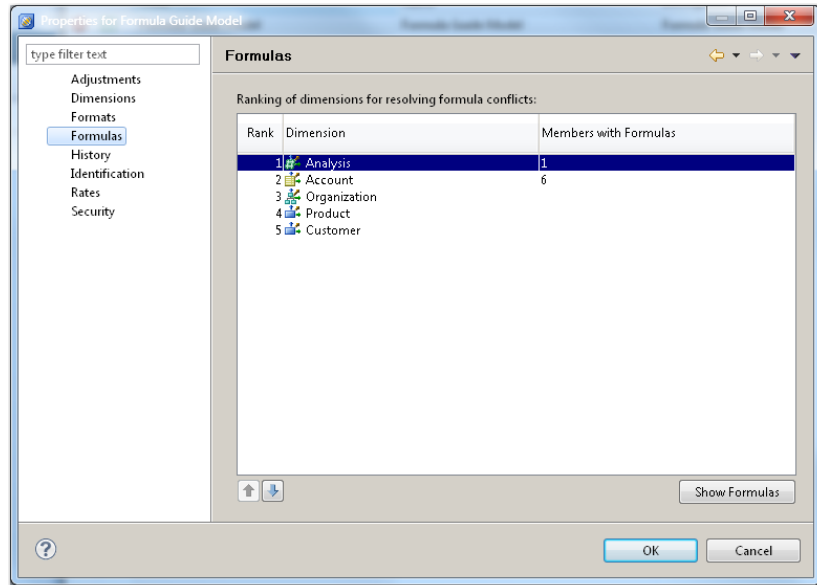 Properties for Formula Guide Model
type filter text
Adjustments
Dimensions
Formats
Formulas
History
Identification
Rates
Security
Formulas
Ranking of dimensions for resolving formula conflicts:
Rank Dimension Members with Formulas
1 Analysis 1
2 Account 6
3 Organization
4 Product
5 Customer
Show Formulas
OK Cancel